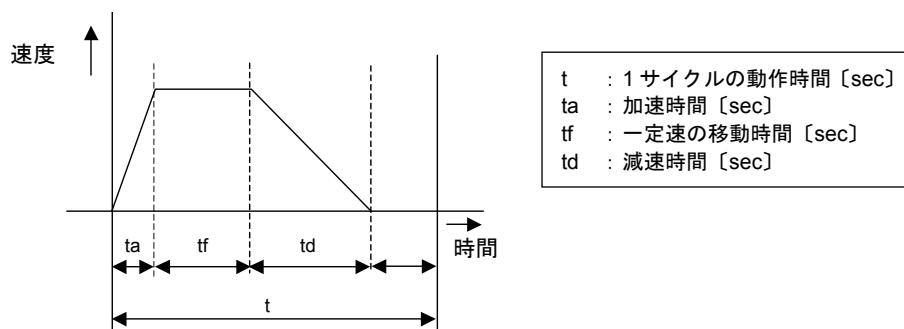 速度
時間
ta
tf
td
t
t : 1 サイクルの動作時間〔sec〕
ta : 加速時間〔sec〕
tf : 一定速の移動時間〔sec〕
td : 減速時間〔sec〕